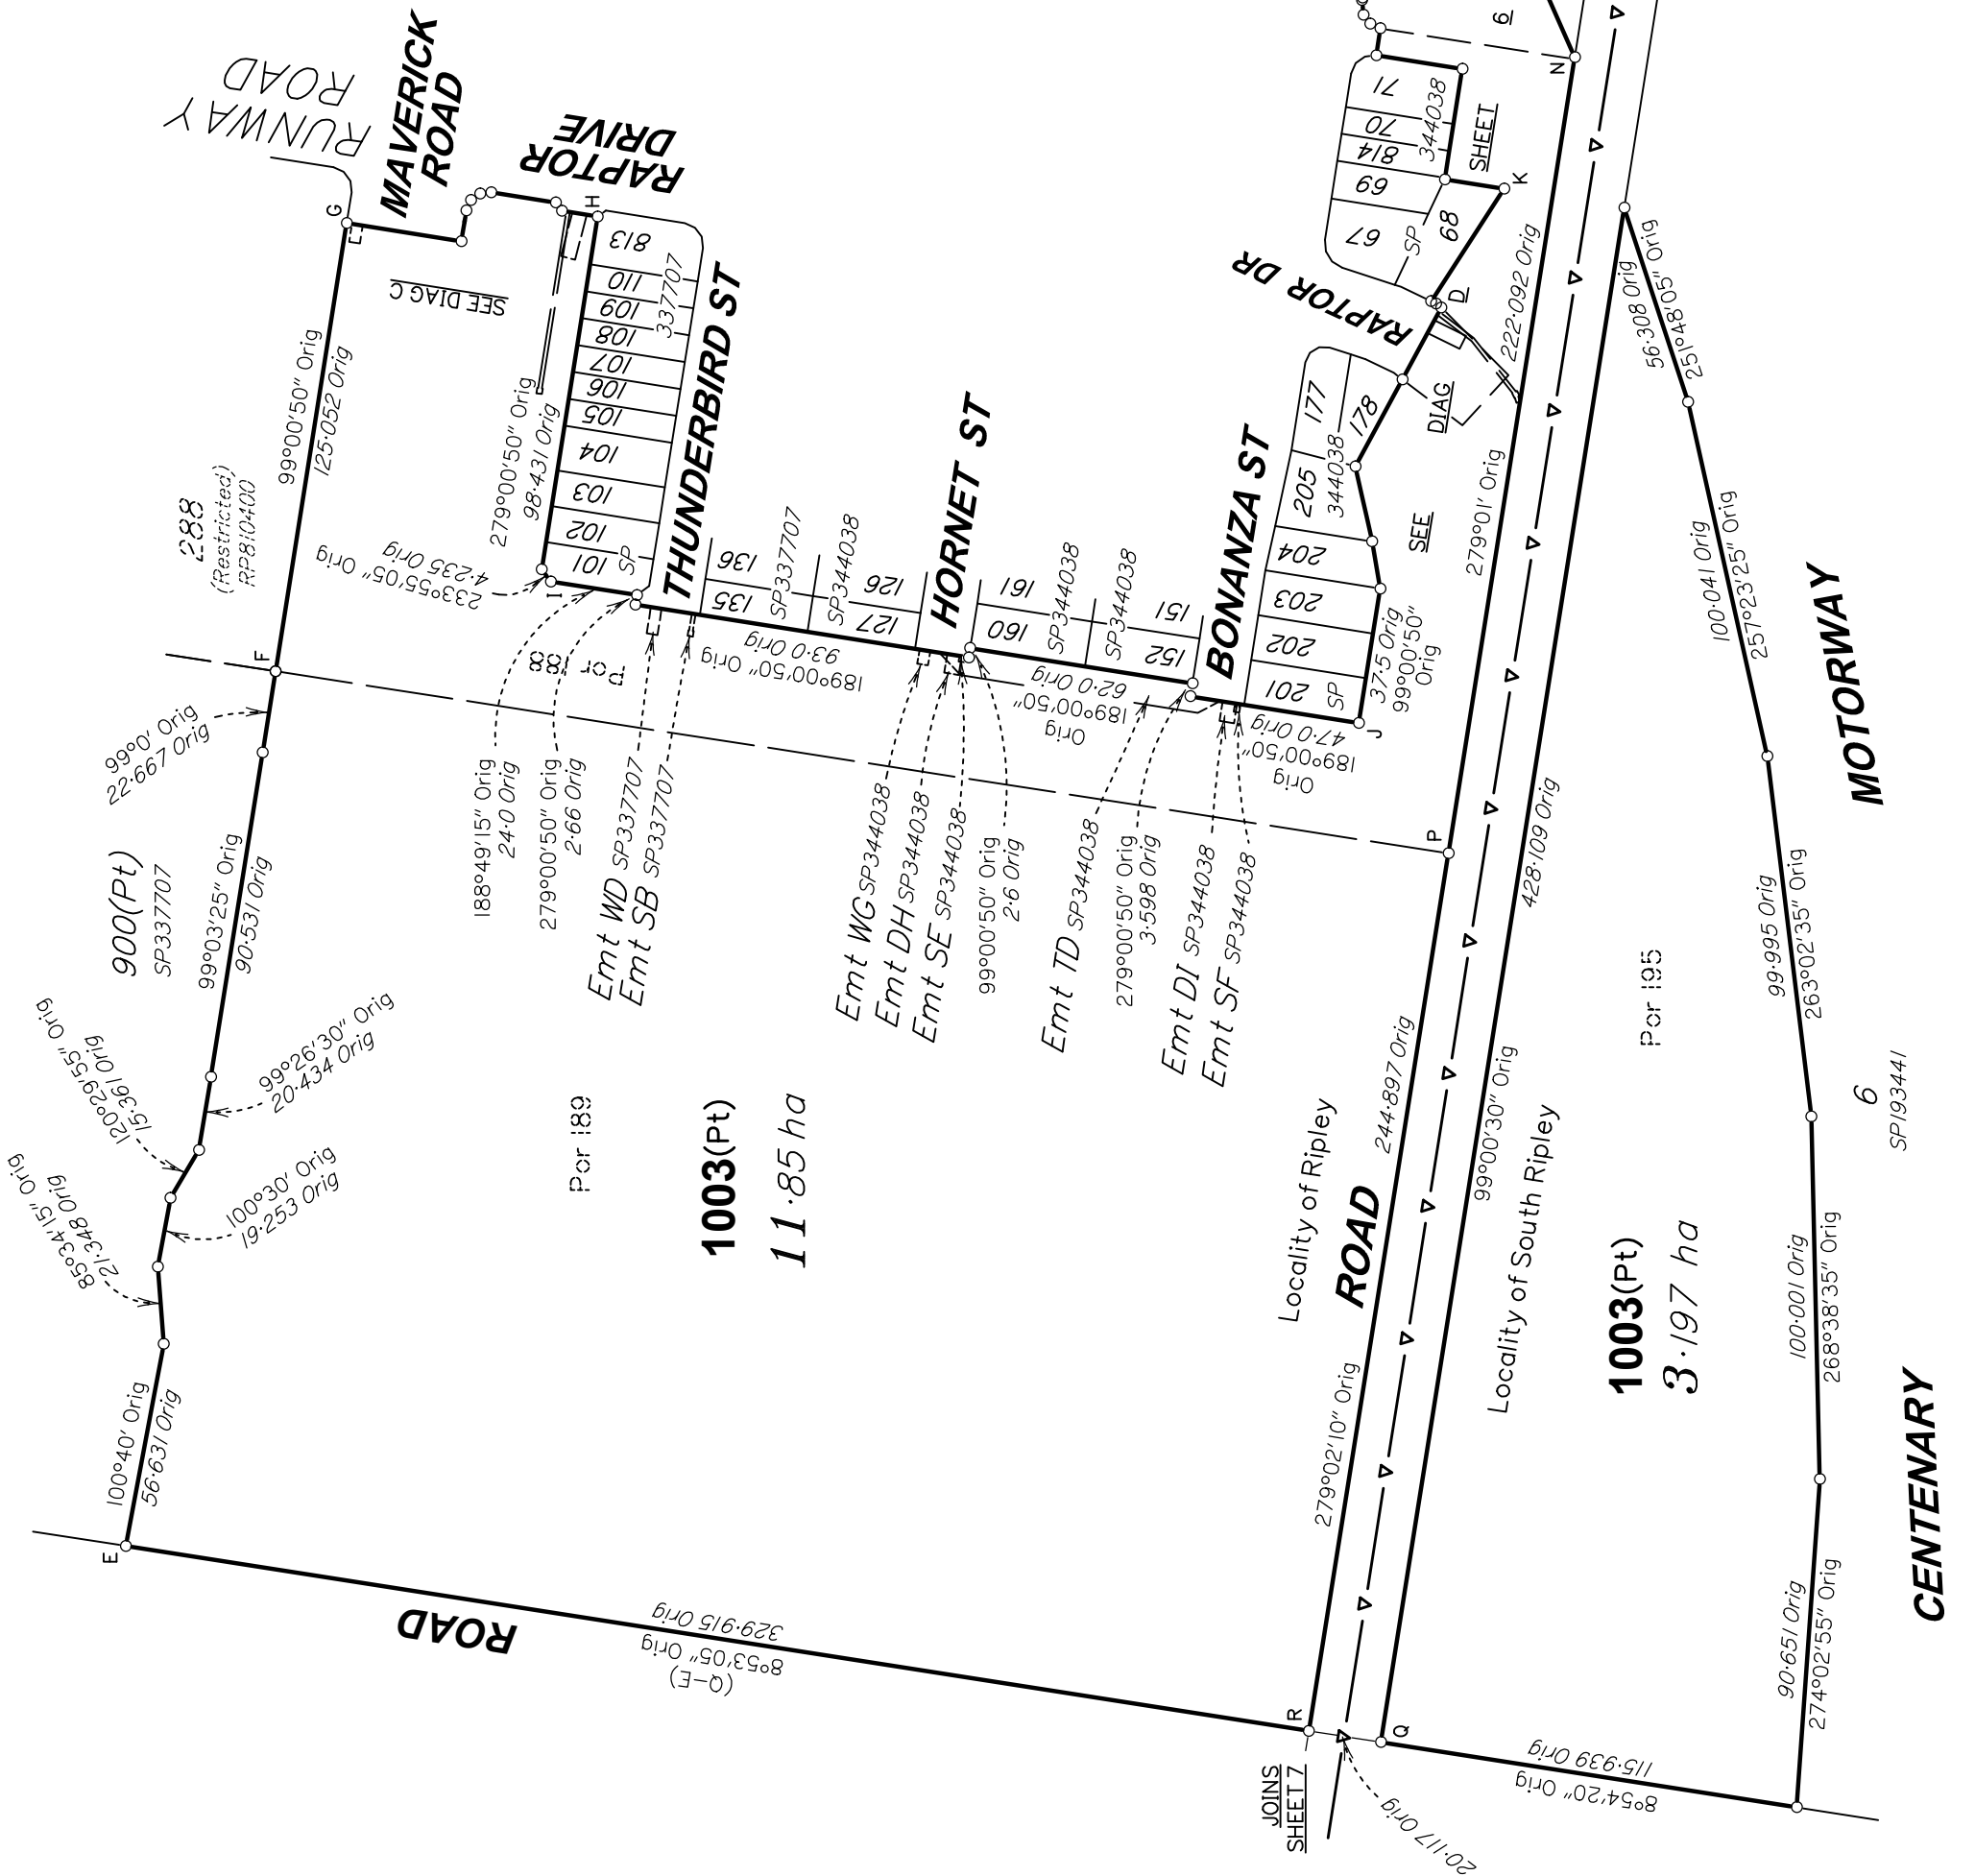 RUNWAY
ROAD
MAVERICK
ROAD
G
RAPTOR
DRIVE
H
SEE DIAG C
99°00'50" Orig
125·052 Orig
288
(Restricted)
RP810400
F
99°0' Orig
22·667 Orig
900(Pt)
SP337707
99°03'25" Orig
90·531 Orig
99°26'30" Orig
20·434 Orig
120°29'55" Orig
15·361 Orig
100°30' Orig
19·253 Orig
85°34'15" Orig
21·348 Orig
100°40' Orig
56·631 Orig
E
233°55'05" Orig
4·235 Orig
279°00'50" Orig
98·431 Orig
I
813
110
109
108
107
106
105
104
103
102
101
SP
337707
THUNDERBIRD ST
188°49'15" Orig
24·0 Orig
279°00'50" Orig
2·66 Orig
Por 188
Emt WD SP337707
Emt SB SP337707
136
135
SP337707
SP344038
126
127
189°00'50" Orig
93·0 Orig
HORNET ST
Emt WG SP344038
Emt DH SP344038
Emt SE SP344038
99°00'50" Orig
2·6 Orig
161
160
SP344038
SP344038
151
152
62·0 Orig
189°00'50"
Orig
Emt TD SP344038
279°00'50" Orig
3·598 Orig
BONANZA ST
Emt DI SP344038
Emt SF SP344038
47·0 Orig
189°00'50"
Orig
177
178
205
344038
204
203
202
201
SP
J
37·5 Orig
99°00'50"
Orig
SEE
DIAG
D
SHEET
6
RAPTOR DR
71
70
814
69
67
68
SP
344038
K
N
222·092 Orig
279°01' Orig
P
244·897 Orig
279°02'10" Orig
Por 189
1003(Pt)
11·85 ha
Locality of Ripley
ROAD
99°00'30" Orig
428·109 Orig
Locality of South Ripley
ROAD
329·915 Orig
8°53'05" Orig
(Q-E)
R
Q
JOINS
SHEET 7
20·117 Orig
115·939 Orig
8°54'20" Orig
1003(Pt)
3·197 ha
Por 195
56·308 Orig
251°48'05" Orig
100·041 Orig
257°23'25" Orig
99·995 Orig
263°02'35" Orig
100·001 Orig
268°38'35" Orig
90·651 Orig
274°02'55" Orig
6
SP193441
CENTENARY
MOTORWAY